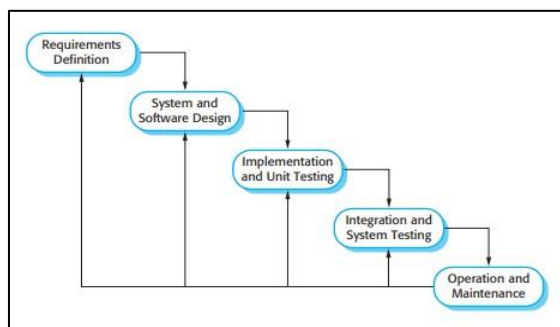 Requirements
Definition
System and
Software Design
Implementation
and Unit Testing
Integration and
System Testing
Operation and
Maintenance